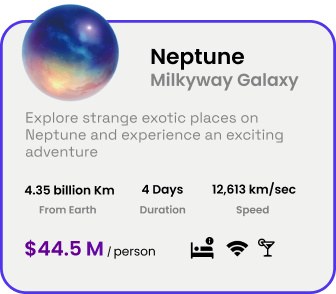 Neptune
Milkyway Galaxy
Explore strange exotic places on
Neptune and experience an exciting
adventure
4.35 billion Km 4 Days 12,613 km/sec
From Earth Duration Speed
$44.5 M / person